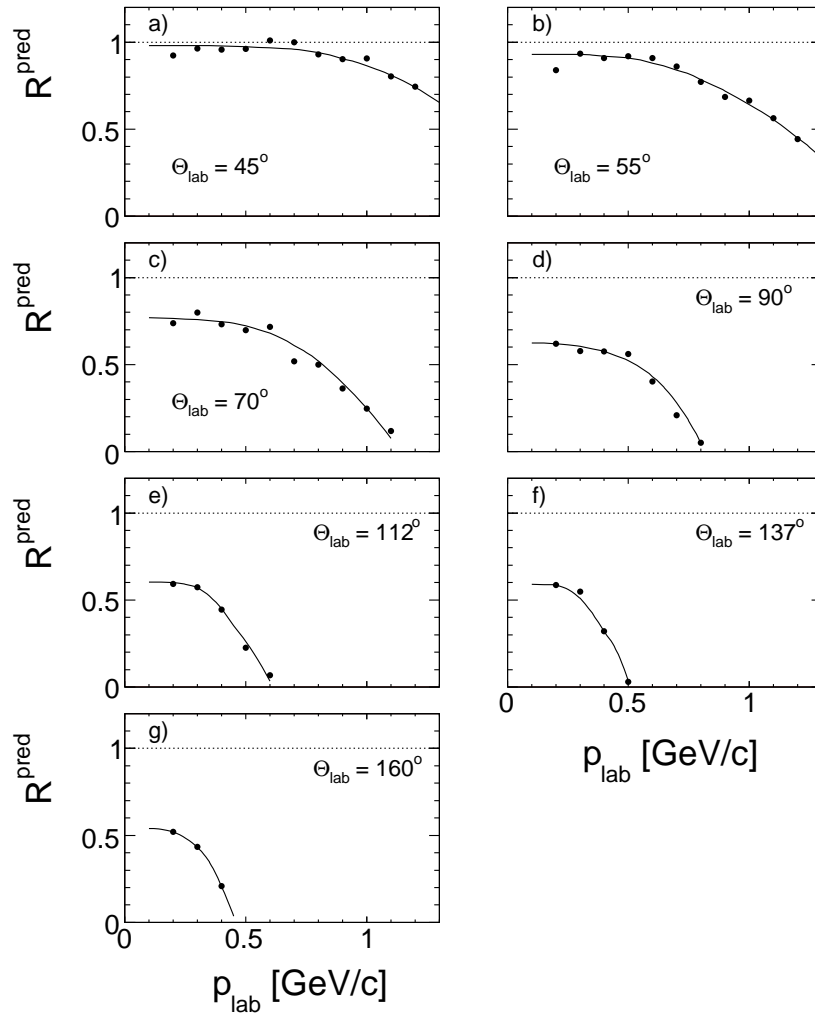 a)
b)
R^pred
1
0.5
0
Θ_lab = 45°
Θ_lab = 55°
c)
d)
R^pred
1
0.5
0
Θ_lab = 70°
Θ_lab = 90°
e)
f)
R^pred
1
0.5
0
Θ_lab = 112°
Θ_lab = 137°
0 0.5 1
p_lab [GeV/c]
g)
R^pred
1
0.5
0
Θ_lab = 160°
0 0.5 1
p_lab [GeV/c]